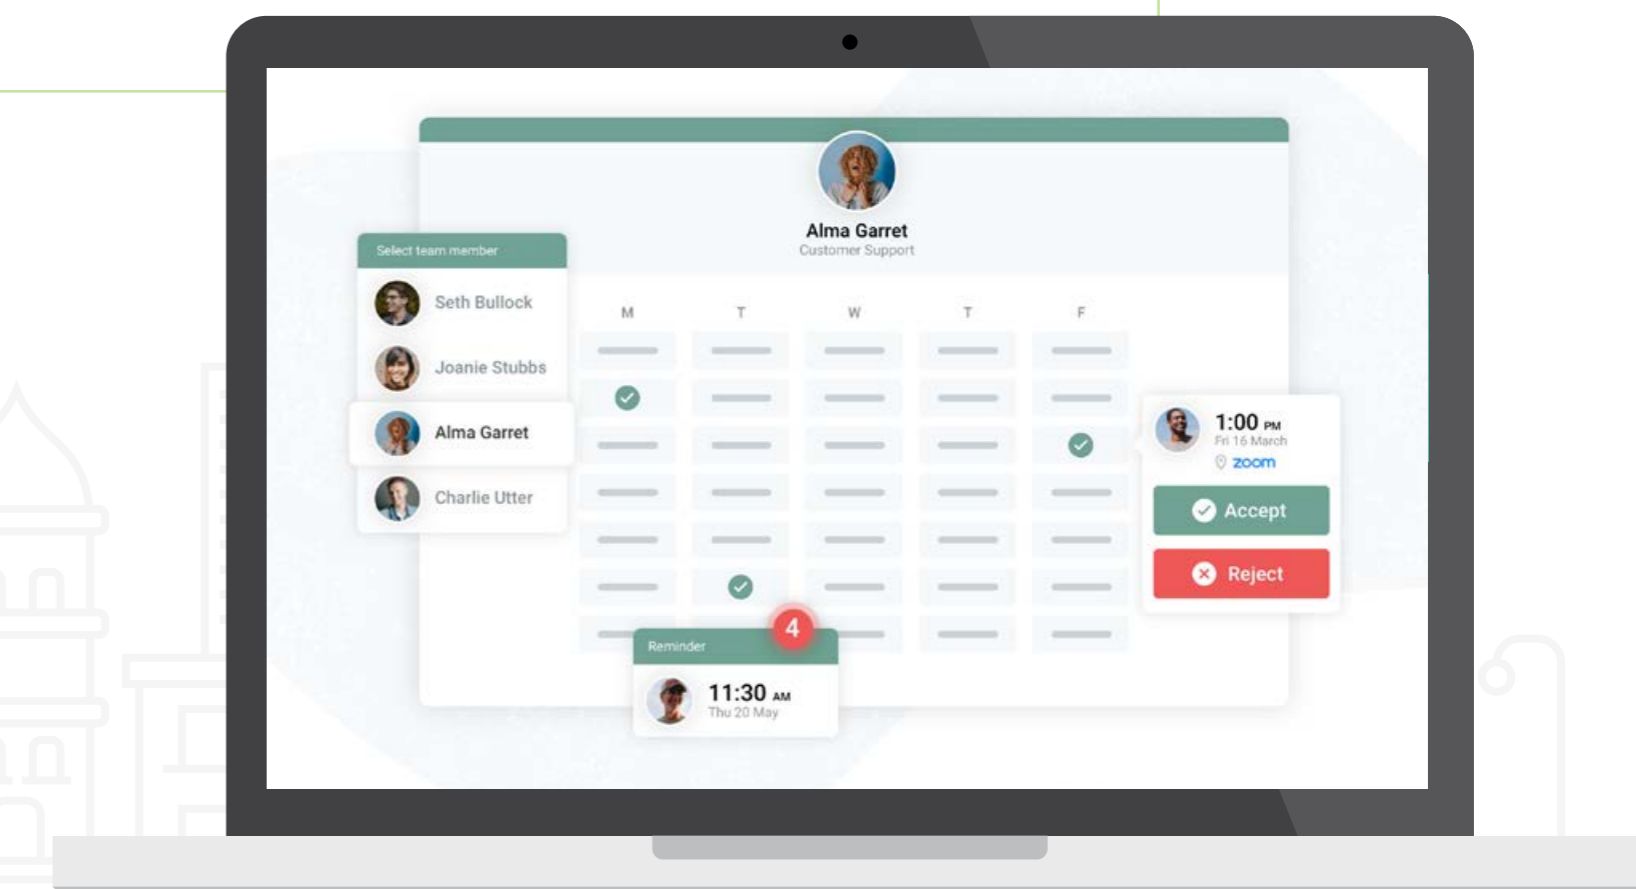 Alma Garret
Customer Support
Select team member
Seth Bullock
Joanie Stubbs
Alma Garret
Charlie Utter
M T W T F
1:00 PM
Fri 16 March
zoom
Accept
Reject
4
Reminder
11:30 AM
Thu 20 May